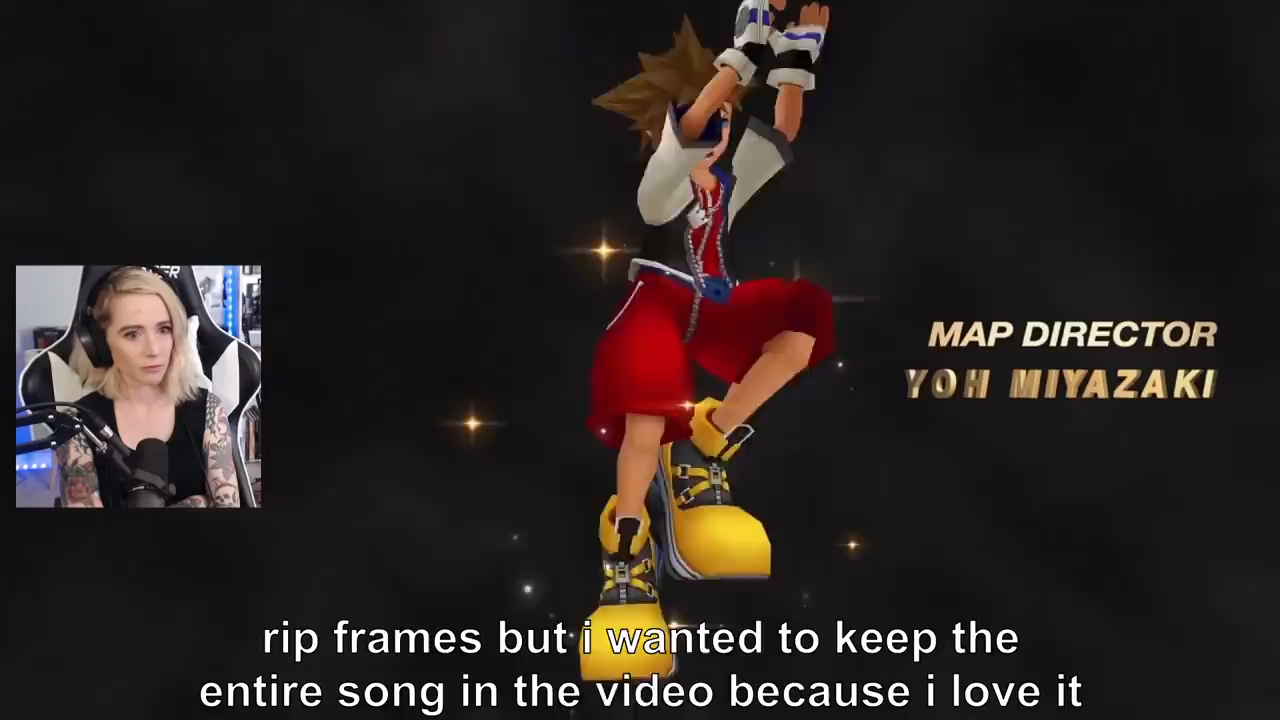 MAP DIRECTOR
YOH MIYAZAKI
rip frames but i wanted to keep the
entire song in the video because i love it